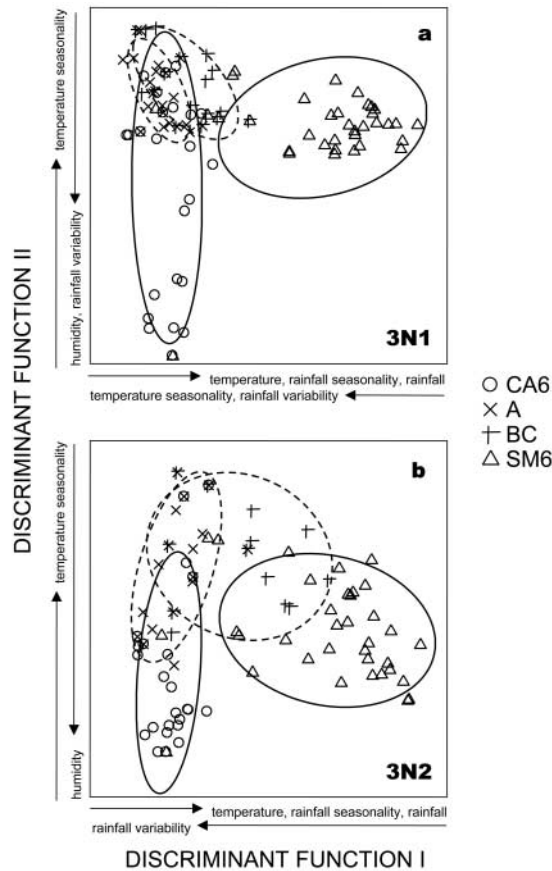 a
temperature seasonality
humidity, rainfall variability
3N1
temperature, rainfall seasonality, rainfall
temperature seasonality, rainfall variability
DISCRIMINANT FUNCTION II
CA6
A
BC
SM6
b
temperature seasonality
humidity
3N2
temperature, rainfall seasonality, rainfall
rainfall variability
DISCRIMINANT FUNCTION I